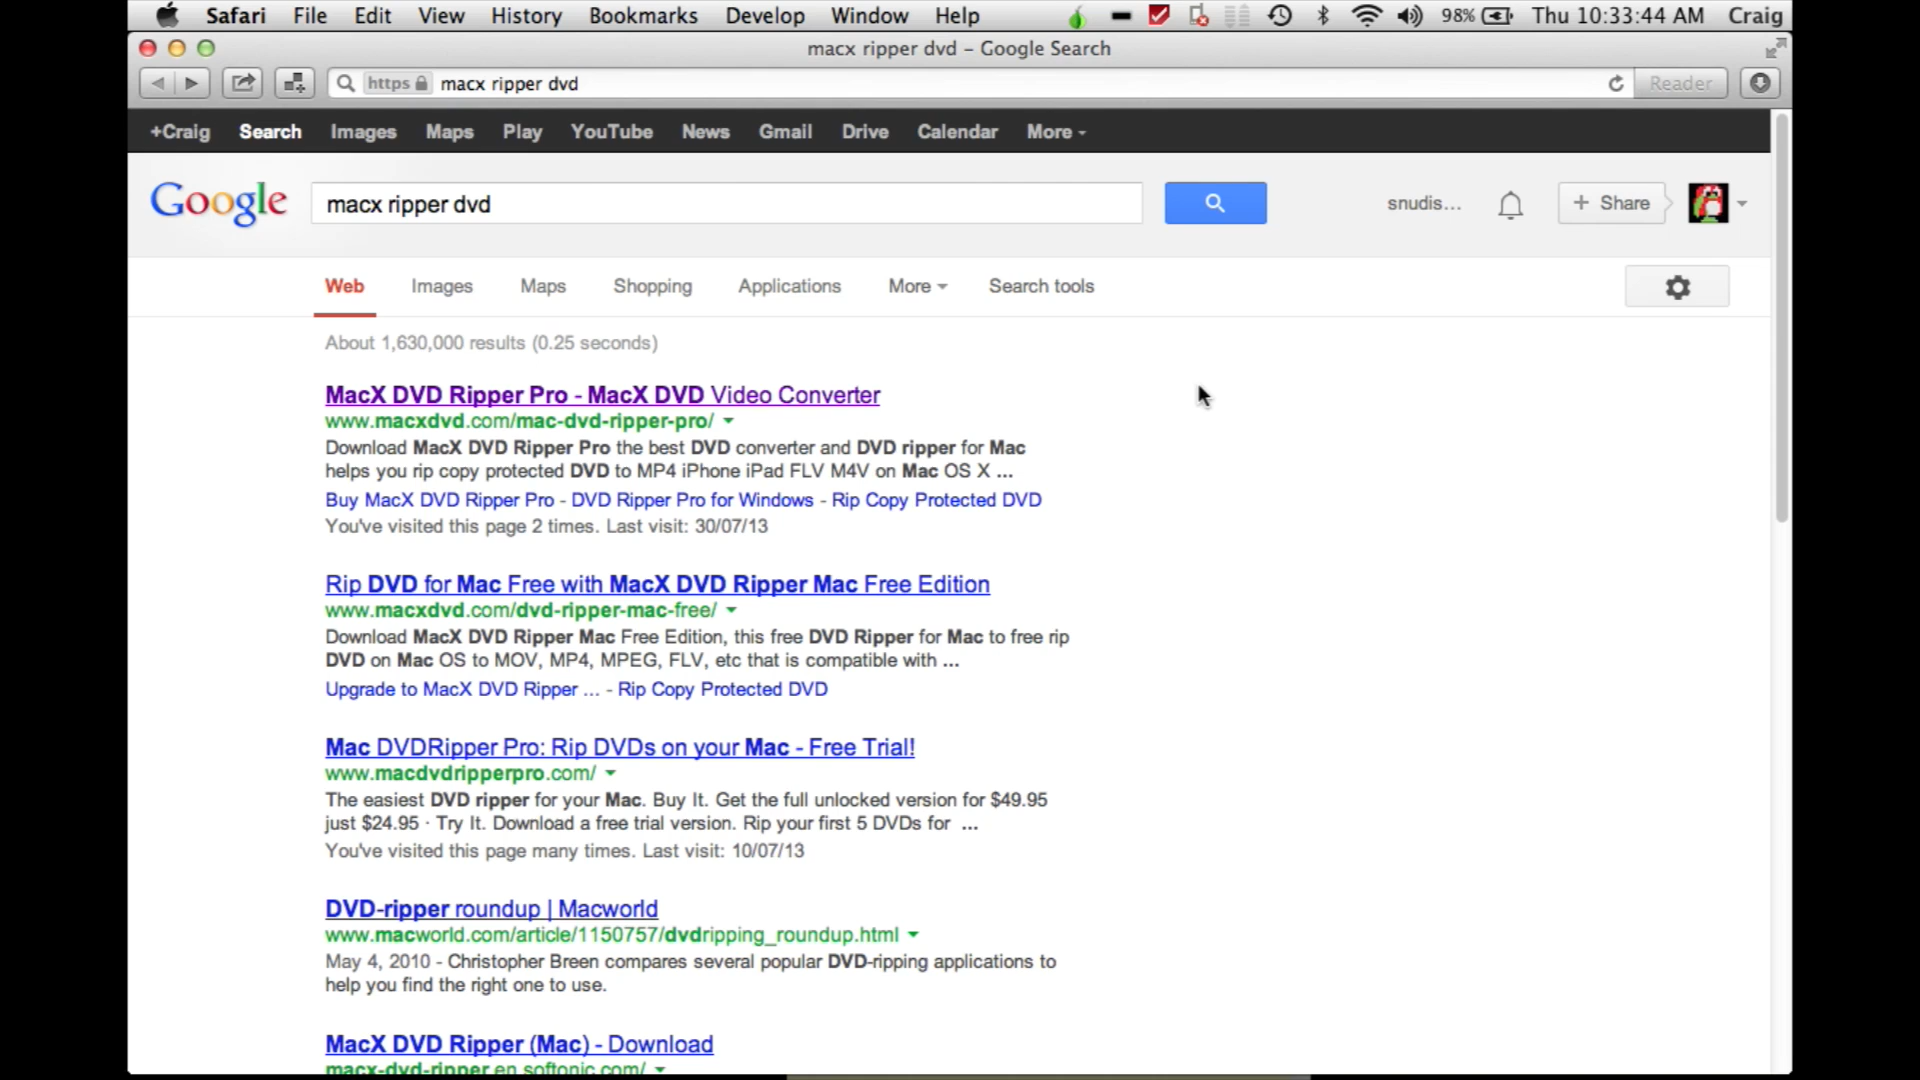 Safari File Edit View History Bookmarks Develop Window Help 98% Thu 10:33:44 AM Craig
macx ripper dvd – Google Search
https macx ripper dvd Reader
+Craig Search Images Maps Play YouTube News Gmail Drive Calendar More
Google macx ripper dvd snudis... + Share
Web Images Maps Shopping Applications More Search tools
About 1,630,000 results (0.25 seconds)
MacX DVD Ripper Pro - MacX DVD Video Converter
www.macxdvd.com/mac-dvd-ripper-pro/
Download MacX DVD Ripper Pro the best DVD converter and DVD ripper for Mac
helps you rip copy protected DVD to MP4 iPhone iPad FLV M4V on Mac OS X ...
Buy MacX DVD Ripper Pro - DVD Ripper Pro for Windows - Rip Copy Protected DVD
You've visited this page 2 times. Last visit: 30/07/13
Rip DVD for Mac Free with MacX DVD Ripper Mac Free Edition
www.macxdvd.com/dvd-ripper-mac-free/
Download MacX DVD Ripper Mac Free Edition, this free DVD Ripper for Mac to free rip
DVD on Mac OS to MOV, MP4, MPEG, FLV, etc that is compatible with ...
Upgrade to MacX DVD Ripper ... - Rip Copy Protected DVD
Mac DVDRipper Pro: Rip DVDs on your Mac - Free Trial!
www.macdvdripperpro.com/
The easiest DVD ripper for your Mac. Buy It. Get the full unlocked version for $49.95
just $24.95 · Try It. Download a free trial version. Rip your first 5 DVDs for ...
You've visited this page many times. Last visit: 10/07/13
DVD-ripper roundup | Macworld
www.macworld.com/article/1150757/dvdripping_roundup.html
May 4, 2010 - Christopher Breen compares several popular DVD-ripping applications to
help you find the right one to use.
MacX DVD Ripper (Mac) - Download
macx-dvd-ripper.en.softonic.com/